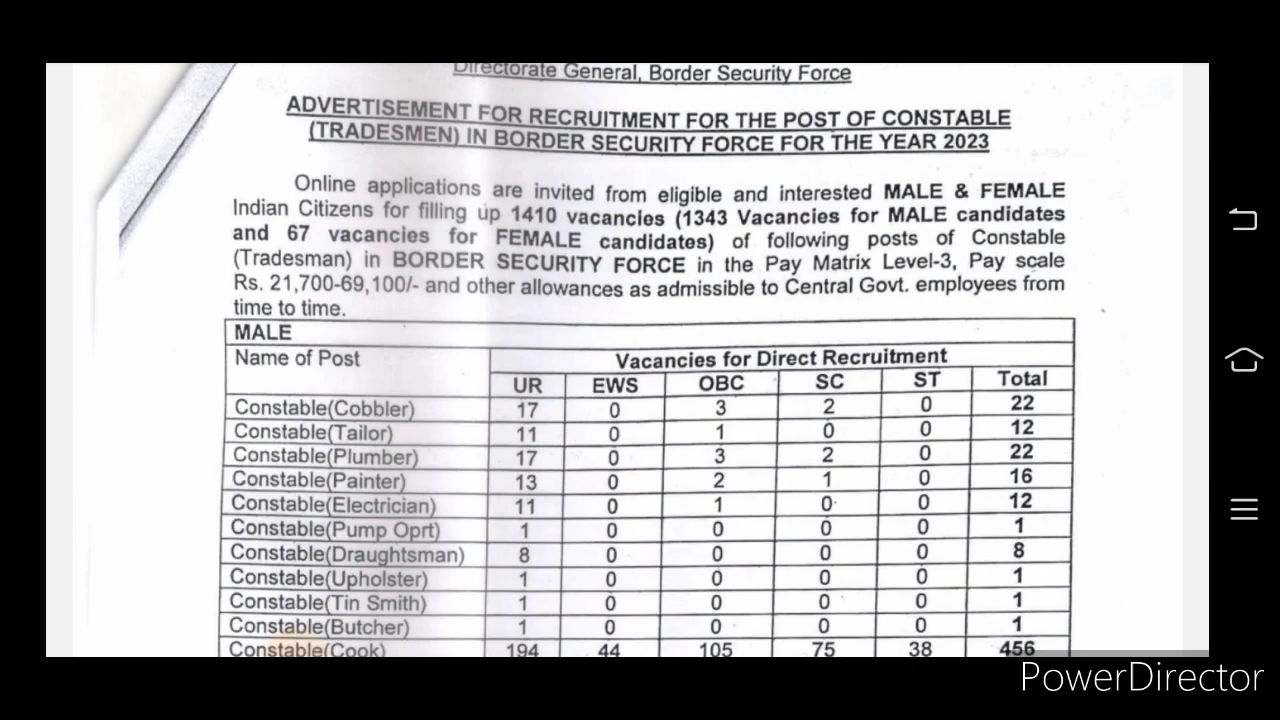 Directorate General, Border Security Force
ADVERTISEMENT FOR RECRUITMENT FOR THE POST OF CONSTABLE
(TRADESMEN) IN BORDER SECURITY FORCE FOR THE YEAR 2023
Online applications are invited from eligible and interested MALE & FEMALE
Indian Citizens for filling up 1410 vacancies (1343 Vacancies for MALE candidates
and 67 vacancies for FEMALE candidates) of following posts of Constable
(Tradesman) in BORDER SECURITY FORCE in the Pay Matrix Level-3, Pay scale
Rs. 21,700-69,100/- and other allowances as admissible to Central Govt. employees from
time to time.
MALE
Name of Post Vacancies for Direct Recruitment
UR EWS OBC SC ST Total
Constable(Cobbler) 17 0 3 2 0 22
Constable(Tailor) 11 0 1 0 0 12
Constable(Plumber) 17 0 3 2 0 22
Constable(Painter) 13 0 2 1 0 16
Constable(Electrician) 11 0 1 0 0 12
Constable(Pump Oprt) 1 0 0 0 0 1
Constable(Draughtsman) 8 0 0 0 0 8
Constable(Upholster) 1 0 0 0 0 1
Constable(Tin Smith) 1 0 0 0 0 1
Constable(Butcher) 1 0 0 0 0 1
Constable(Cook) 194 44 105 75 38 456
PowerDirector